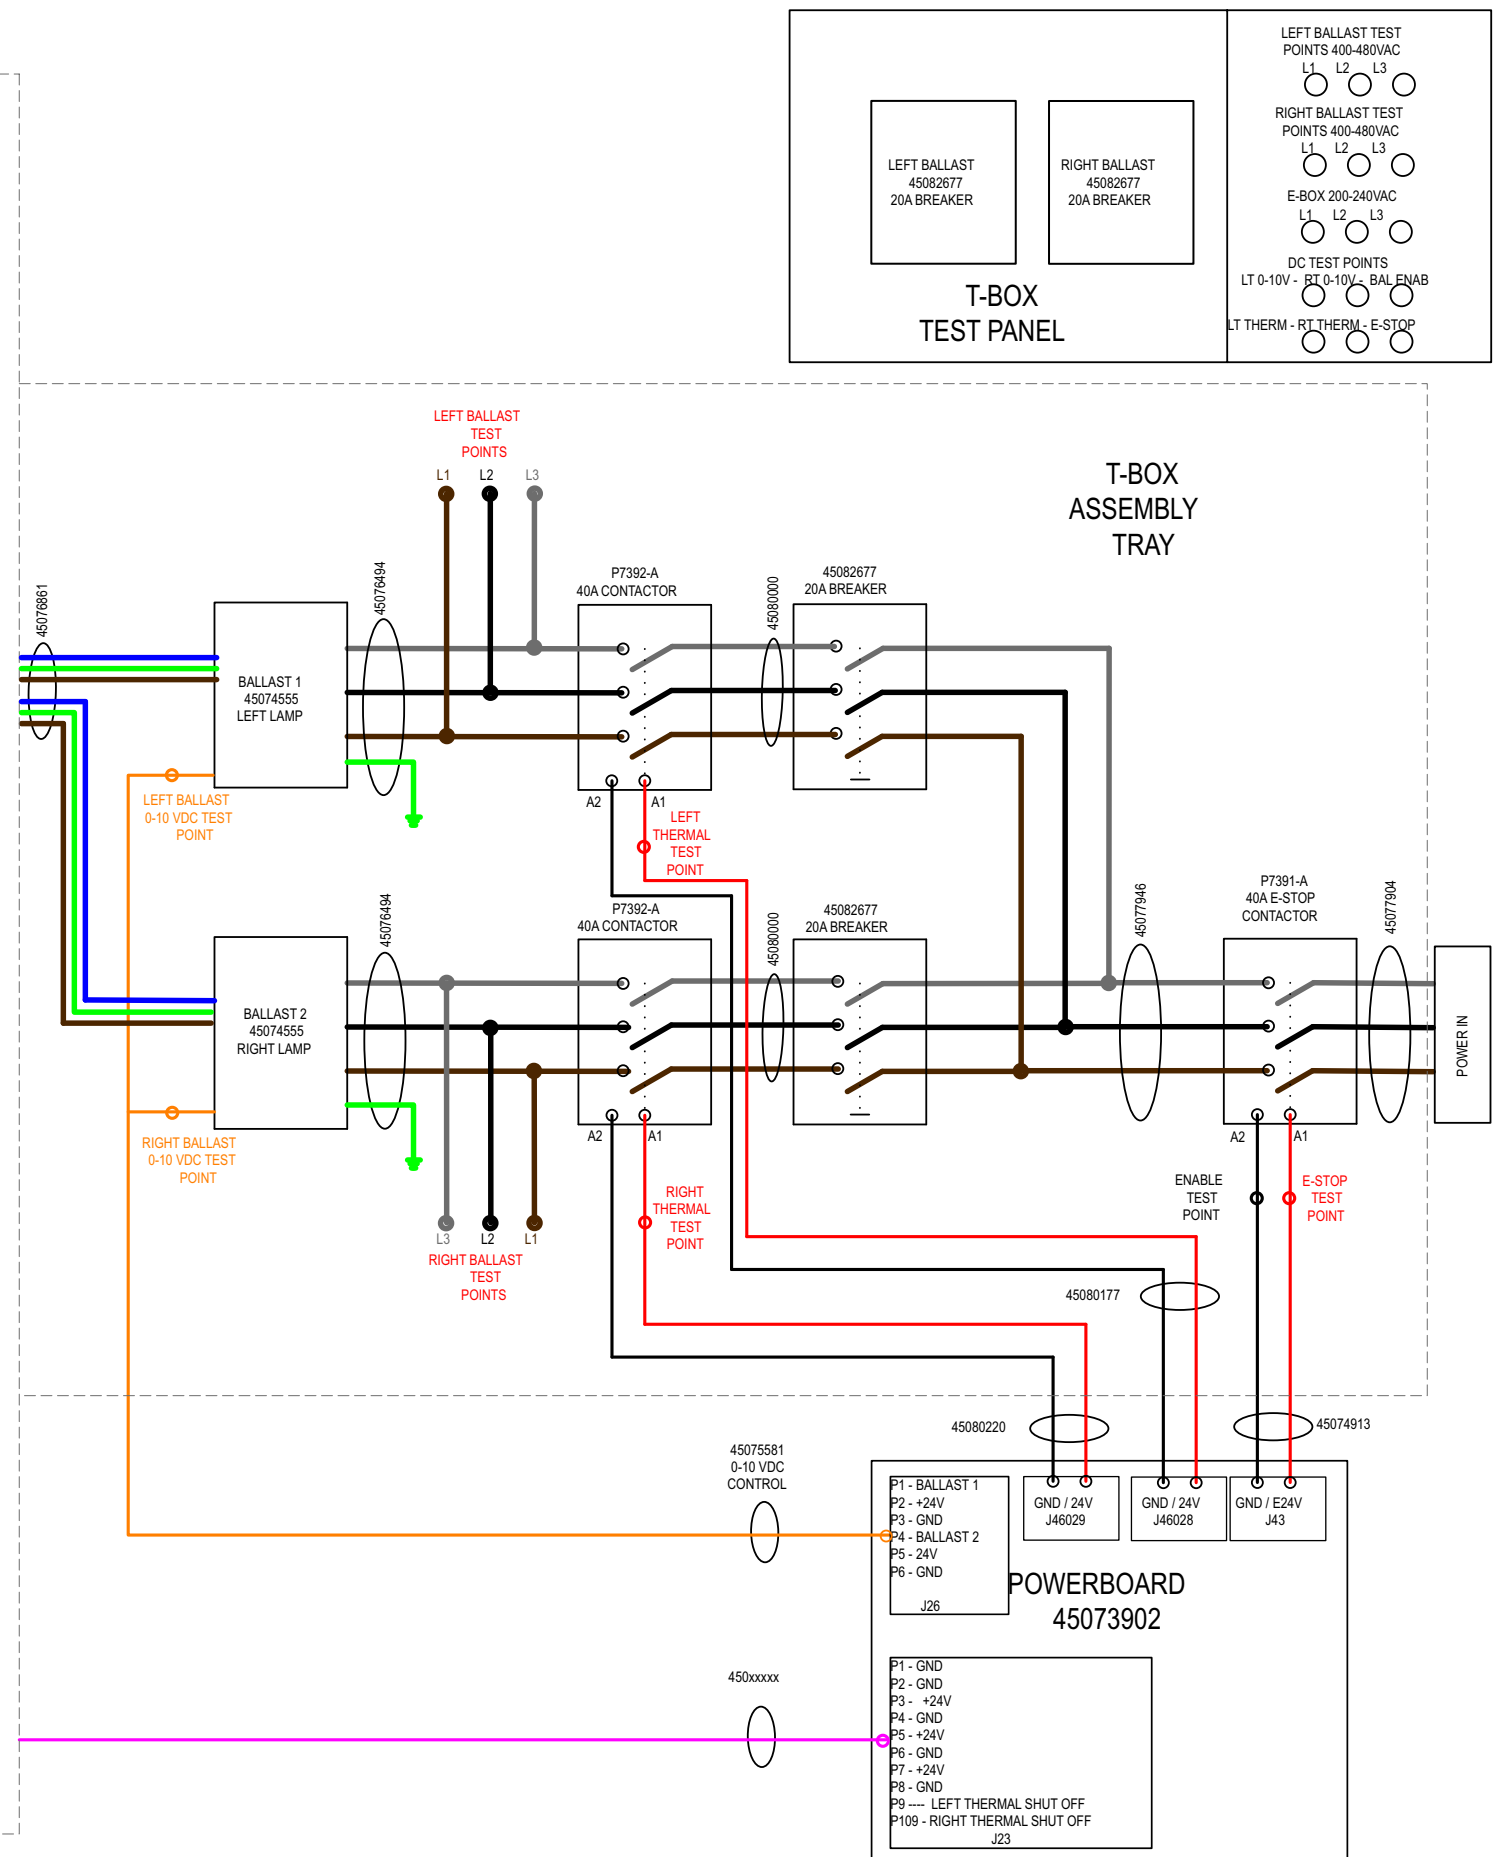 LEFT BALLAST TEST
POINTS 400-480VAC
L1 L2 L3
RIGHT BALLAST TEST
POINTS 400-480VAC
L1 L2 L3
E-BOX 200-240VAC
L1 L2 L3
DC TEST POINTS
LT 0-10V - RT 0-10V - BAL ENAB
LT THERM - RT THERM - E-STOP
LEFT BALLAST
45082677
20A BREAKER
RIGHT BALLAST
45082677
20A BREAKER
T-BOX
TEST PANEL
T-BOX
ASSEMBLY
TRAY
LEFT BALLAST
TEST
POINTS
L1 L2 L3
45076861
45076494
P7392-A
40A CONTACTOR
45080000
45082677
20A BREAKER
BALLAST 1
45074555
LEFT LAMP
LEFT BALLAST
0-10 VDC TEST
POINT
A2 A1
LEFT
THERMAL
TEST
POINT
45076494
P7392-A
40A CONTACTOR
45080000
45082677
20A BREAKER
45077946
P7391-A
40A E-STOP
CONTACTOR
45077904
POWER IN
BALLAST 2
45074555
RIGHT LAMP
RIGHT BALLAST
0-10 VDC TEST
POINT
A2 A1
A2 A1
RIGHT
THERMAL
TEST
POINT
ENABLE
TEST
POINT
E-STOP
TEST
POINT
L3 L2 L1
RIGHT BALLAST
TEST
POINTS
45080177
45080220
45074913
45075581
0-10 VDC
CONTROL
P1 - BALLAST 1
P2 - +24V
P3 - GND
P4 - BALLAST 2
P5 - 24V
P6 - GND
J26
GND / 24V
J46029
GND / 24V
J46028
GND / E24V
J43
POWERBOARD
45073902
450xxxxx
P1 - GND
P2 - GND
P3 - +24V
P4 - GND
P5 - +24V
P6 - GND
P7 - +24V
P8 - GND
P9 ---- LEFT THERMAL SHUT OFF
P109 - RIGHT THERMAL SHUT OFF
J23